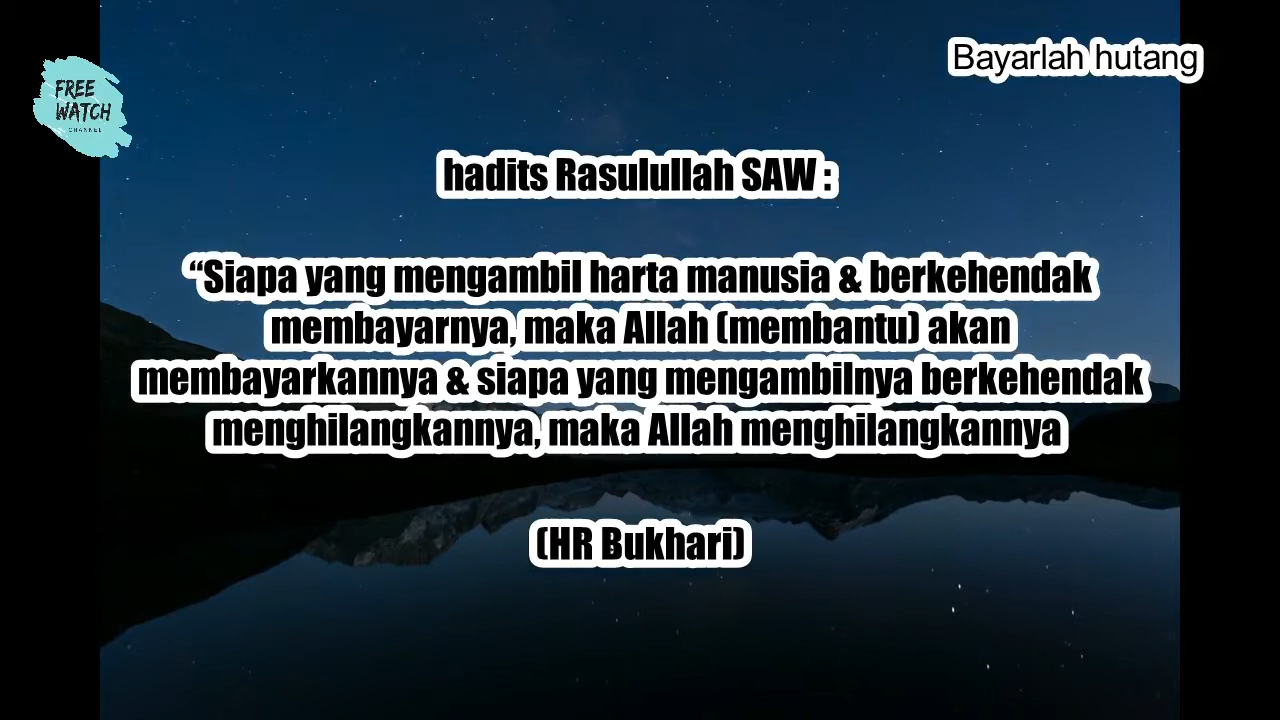 Bayarlah hutang
FREE
WATCH
CHANNEL
hadits Rasulullah SAW :
“Siapa yang mengambil harta manusia & berkehendak
membayarnya, maka Allah (membantu) akan
membayarkannya & siapa yang mengambilnya berkehendak
menghilangkannya, maka Allah menghilangkannya
(HR Bukhari)